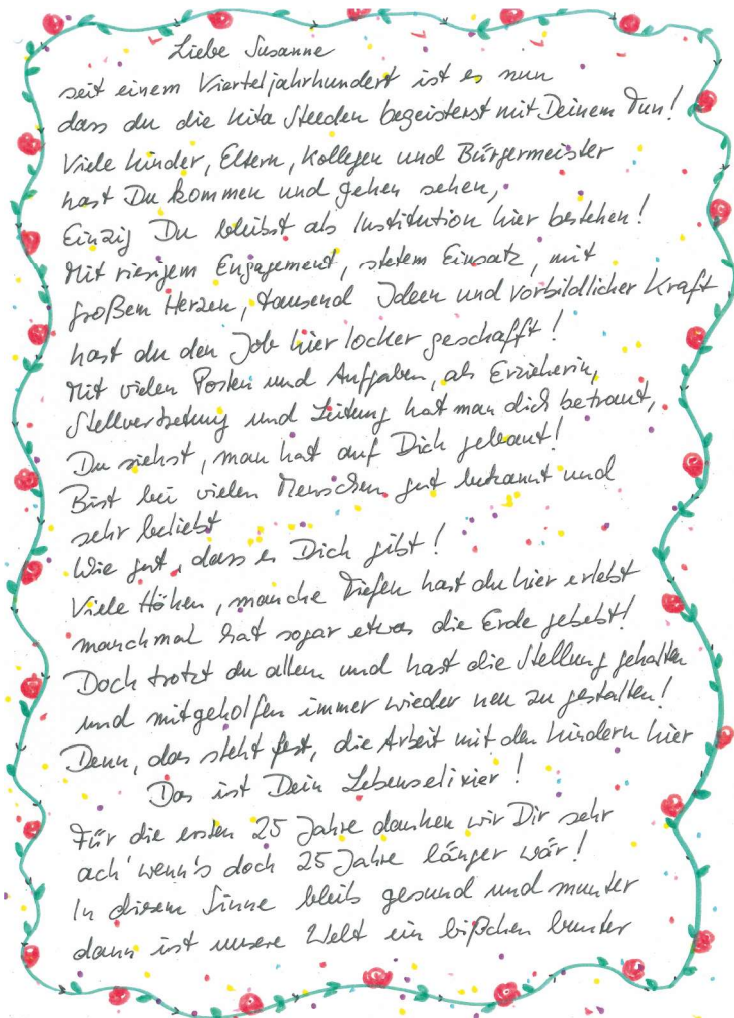 Liebe Susanne
seit einem Vierteljahrhundert ist es nun
dass du die Kita Steeden begeisterst mit Deinem Tun!
Viele Kinder, Eltern, Kollegen und Bürgermeister
hast Du kommen und gehen sehen,
Einzig Du bleibst als Institution hier bestehen!
Mit riesigem Engagement, stetem Einsatz, mit
großem Herzen, tausend Ideen und vorbildlicher Kraft
hast du den Job hier locker geschafft!
Mit vielen Posten und Aufgaben, als Erzieherin,
Stellvertretung und Leitung hat man dich betraut,
Du siehst, man hat auf Dich gebaut!
Bist bei vielen Menschen gut bekannt und
sehr beliebt
Wie gut, dass es Dich gibt!
Viele Höhen, manche Tiefen hast du hier erlebt
manchmal hat sogar etwas die Erde gebebt!
Doch trotzt du allem und hast die Stellung gehalten
und mitgeholfen immer wieder neu zu gestalten!
Denn, das steht fest, die Arbeit mit den Kindern hier
Das ist Dein Lebenselixier!
Für die ersten 25 Jahre danken wir Dir sehr
ach' wenn's doch 25 Jahre länger wär!
In diesem Sinne bleib gesund und munter
dann ist unsere Welt ein bißchen bunter